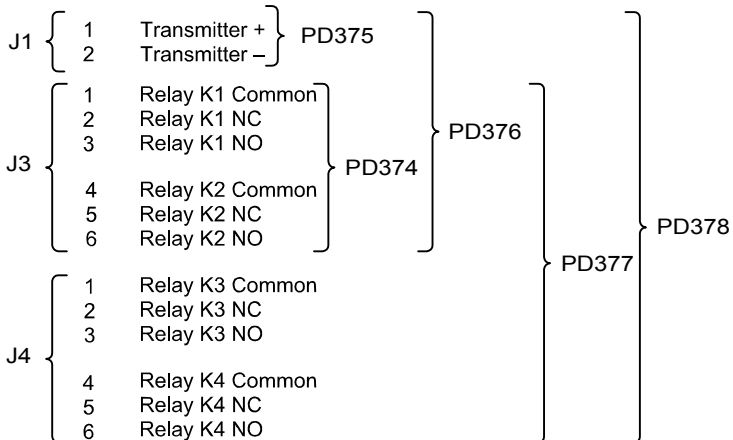 J1
1 Transmitter +
2 Transmitter –
PD375
J3
1 Relay K1 Common
2 Relay K1 NC
3 Relay K1 NO
4 Relay K2 Common
5 Relay K2 NC
6 Relay K2 NO
PD374
PD376
J4
1 Relay K3 Common
2 Relay K3 NC
3 Relay K3 NO
4 Relay K4 Common
5 Relay K4 NC
6 Relay K4 NO
PD377
PD378